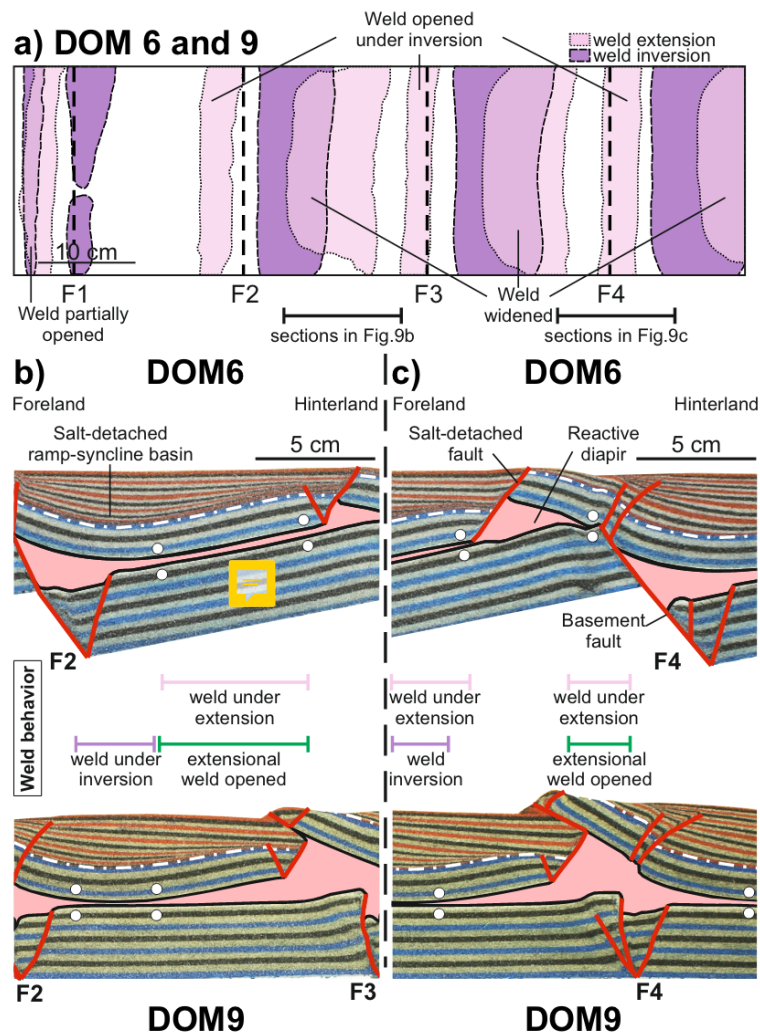 a) DOM 6 and 9
Weld opened
under inversion
weld extension
weld inversion
10 cm
F1
F2
F3
F4
Weld partially
opened
Weld
widened
sections in Fig.9b
sections in Fig.9c
b)
DOM6
Foreland
Hinterland
Salt-detached
ramp-syncline basin
5 cm
F2
c)
DOM6
Foreland
Hinterland
Salt-detached
fault
Reactive
diapir
5 cm
Basement
fault
F4
Weld behavior
weld under
extension
weld under
inversion
extensional
weld opened
weld under
extension
weld under
extension
weld
inversion
extensional
weld opened
F2
F3
DOM9
F4
DOM9